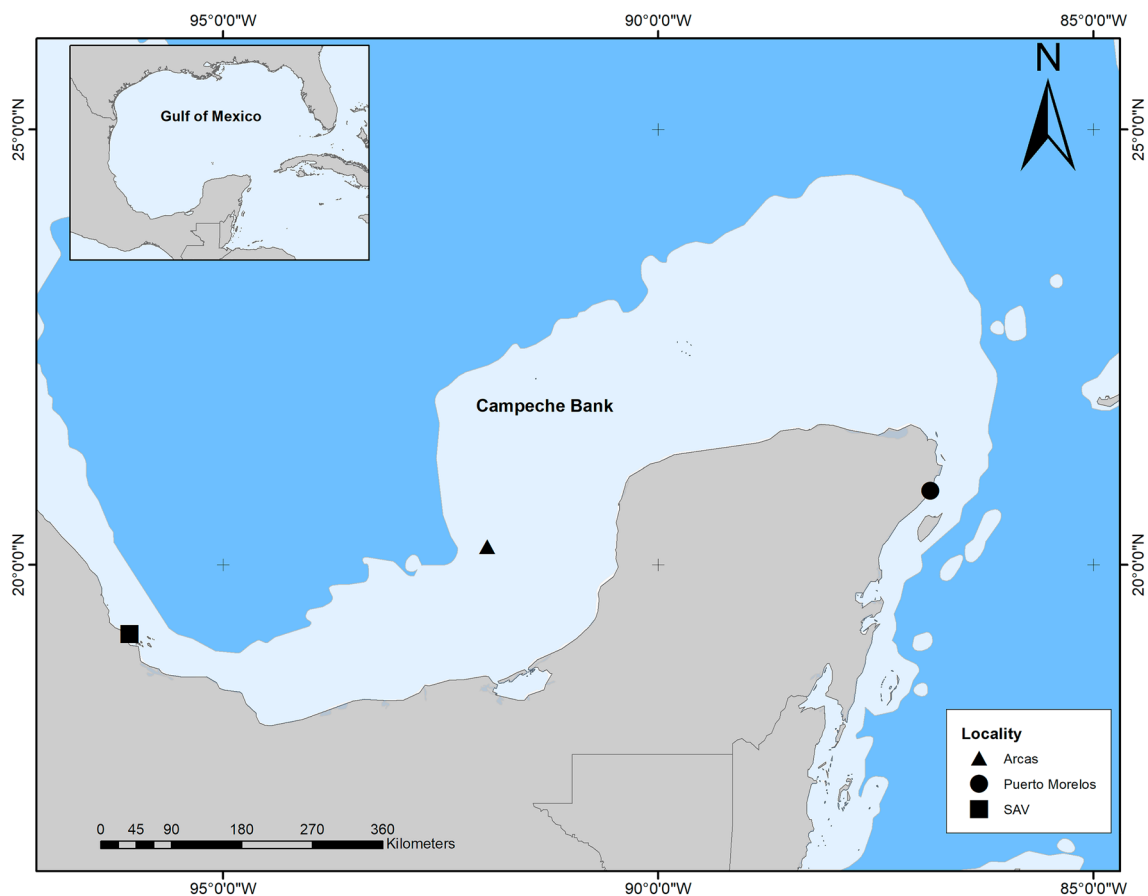 95°0'0"W 90°0'0"W 85°0'0"W
N
Gulf of Mexico
25°0'0"N 25°0'0"N
Campeche Bank
20°0'0"N 20°0'0"N
Locality
Arcas
Puerto Morelos
SAV
0 45 90 180 270 360
Kilometers
95°0'0"W 90°0'0"W 85°0'0"W